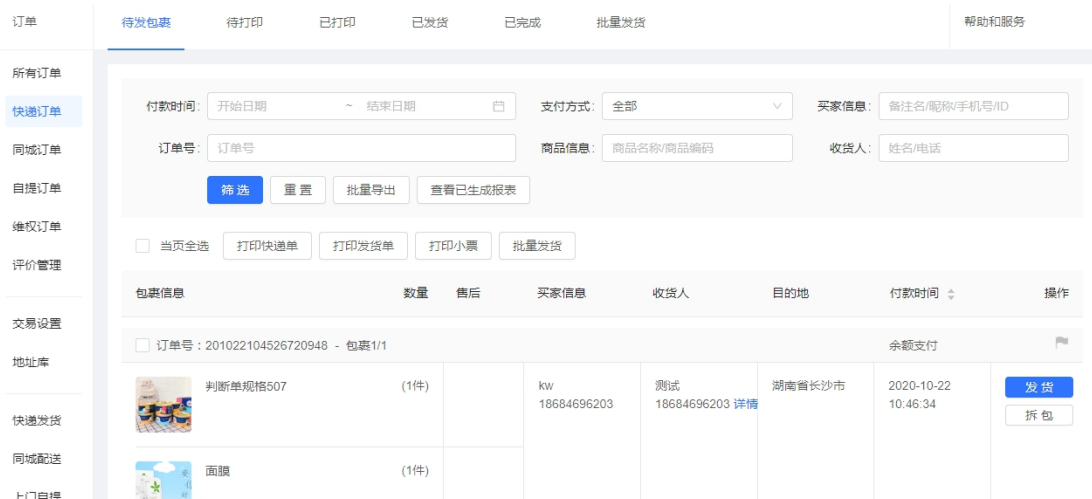 订单
待发包裹 待打印 已打印 已发货 已完成 批量发货 帮助和服务
所有订单
快递订单
同城订单
自提订单
维权订单
评价管理
交易设置
地址库
快递发货
同城配送
上门自提
付款时间: 开始日期 ~ 结束日期 支付方式: 全部 买家信息: 备注名/昵称/手机号/ID
订单号: 订单号 商品信息: 商品名称/商品编码 收货人: 姓名/电话
筛选 重置 批量导出 查看已生成报表
当页全选 打印快递单 打印发货单 打印小票 批量发货
包裹信息 数量 售后 买家信息 收货人 目的地 付款时间 操作
订单号:201022104526720948 - 包裹1/1 余额支付
判断单规格507 (1件) kw 测试 湖南省长沙市 2020-10-22 发货
18684696203 18684696203 详情 10:46:34 拆包
面膜 (1件)